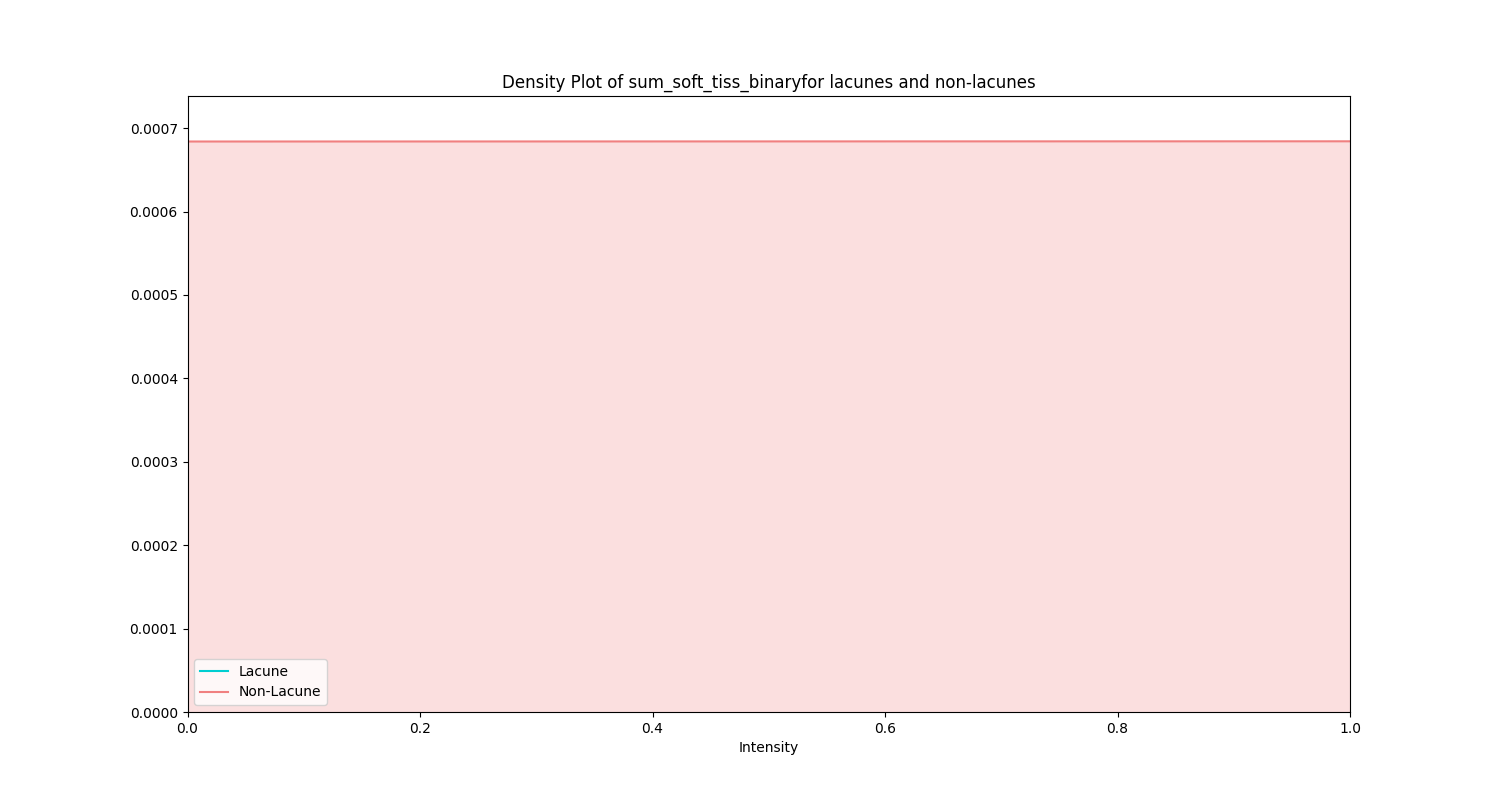 Density Plot of sum_soft_tiss_binaryfor lacunes and non-lacunes
0.0007
0.0006
0.0005
0.0004
0.0003
0.0002
0.0001
0.0000
Lacune
Non-Lacune
0.0 0.2 0.4 0.6 0.8 1.0
Intensity